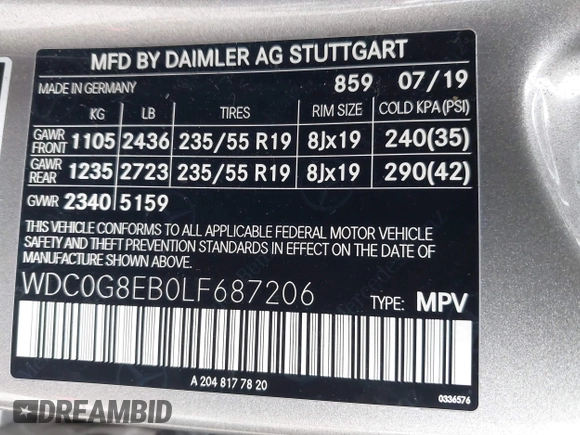 MFD BY DAIMLER AG STUTTGART
MADE IN GERMANY 859 07/19
KG LB TIRES RIM SIZE COLD KPA(PSI)
GAWR FRONT 1105 2436 235/55 R19 8Jx19 240(35)
GAWR REAR 1235 2723 235/55 R19 8Jx19 290(42)
GVWR 2340 5159
THIS VEHICLE CONFORMS TO ALL APPLICABLE FEDERAL MOTOR VEHICLE
SAFETY AND THEFT PREVENTION STANDARDS IN EFFECT ON THE DATE OF
MANUFACTURE SHOWN ABOVE.
WDC0G8EB0LF687206 TYPE: MPV
A 204 817 78 20
0336576
DREAMBID